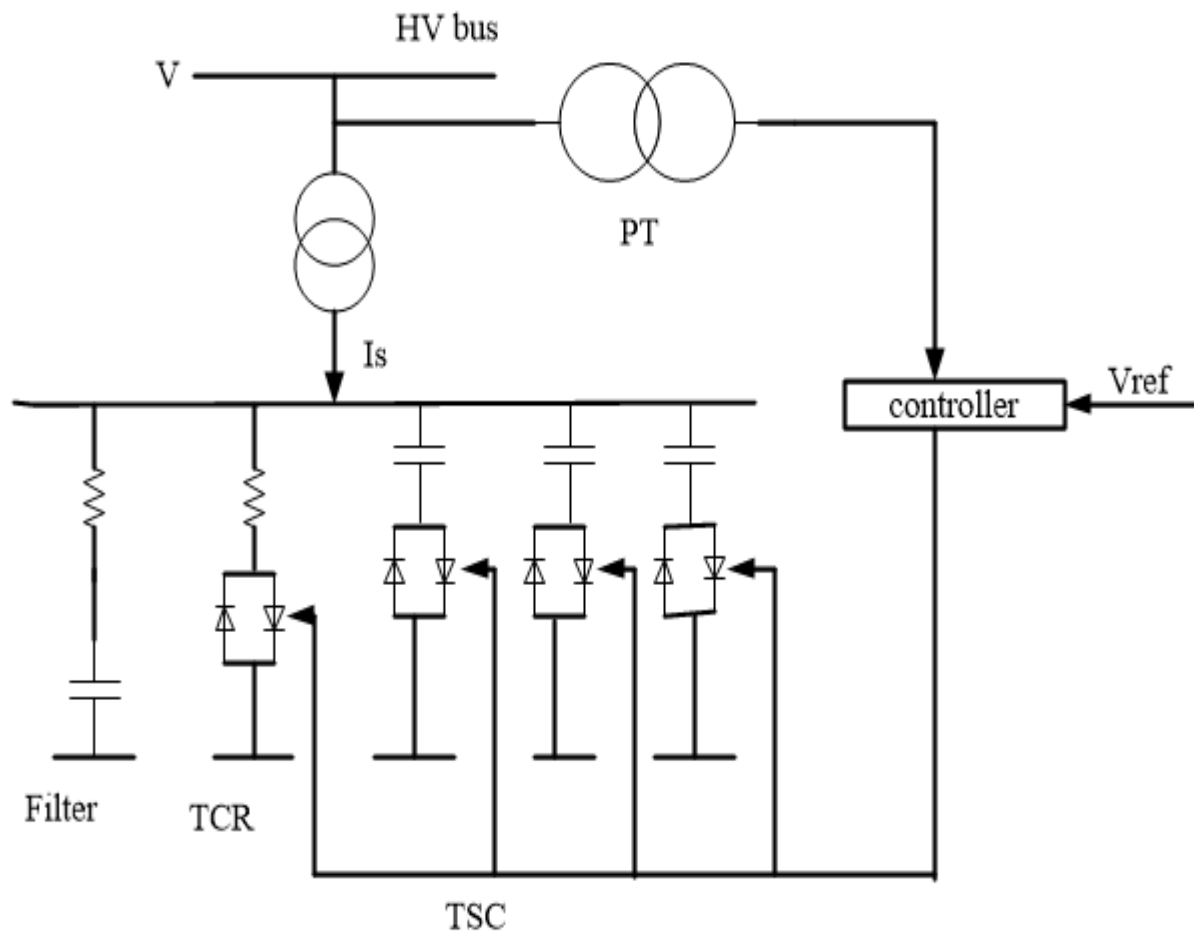 HV bus
V
PT
Is
Vref
controller
Filter
TCR
TSC